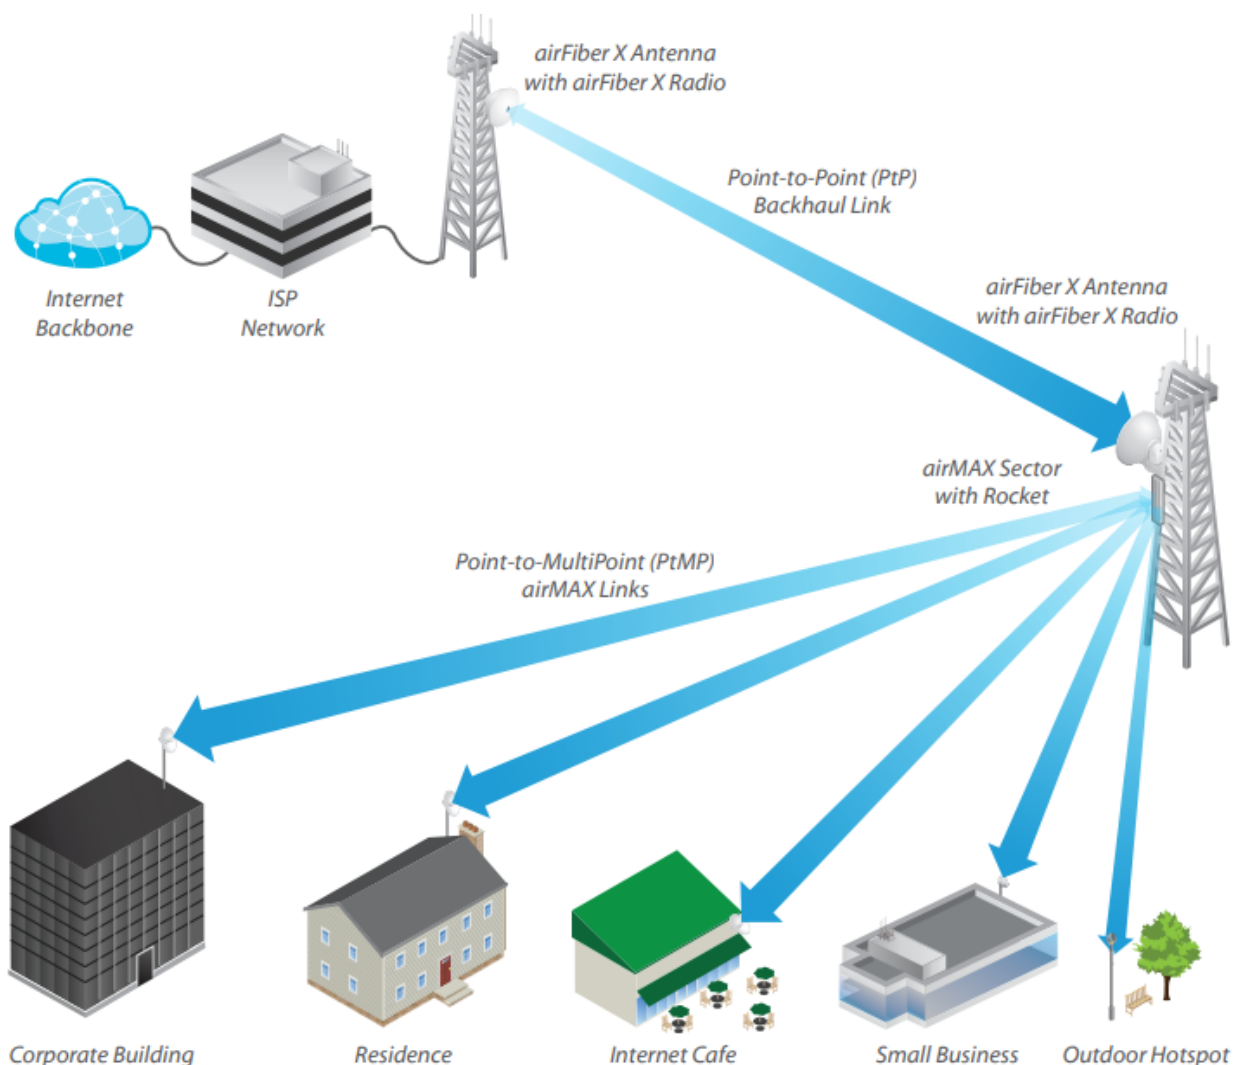 airFiber X Antenna
with airFiber X Radio
Point-to-Point (PtP)
Backhaul Link
Internet
Backbone
ISP
Network
airFiber X Antenna
with airFiber X Radio
airMAX Sector
with Rocket
Point-to-MultiPoint (PtMP)
airMAX Links
Corporate Building
Residence
Internet Cafe
Small Business
Outdoor Hotspot